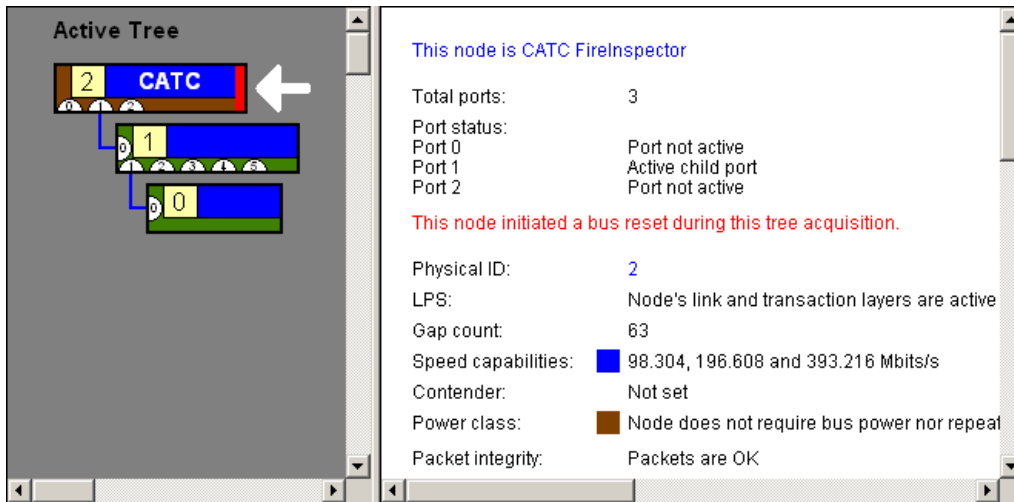 Active Tree
2 CATC
0 1 2
0 1
1 2 3 4 5
0 0
This node is CATC FireInspector
Total ports: 3
Port status:
Port 0 Port not active
Port 1 Active child port
Port 2 Port not active
This node initiated a bus reset during this tree acquisition.
Physical ID: 2
LPS: Node's link and transaction layers are active
Gap count: 63
Speed capabilities: 98.304, 196.608 and 393.216 Mbits/s
Contender: Not set
Power class: Node does not require bus power nor repeat
Packet integrity: Packets are OK